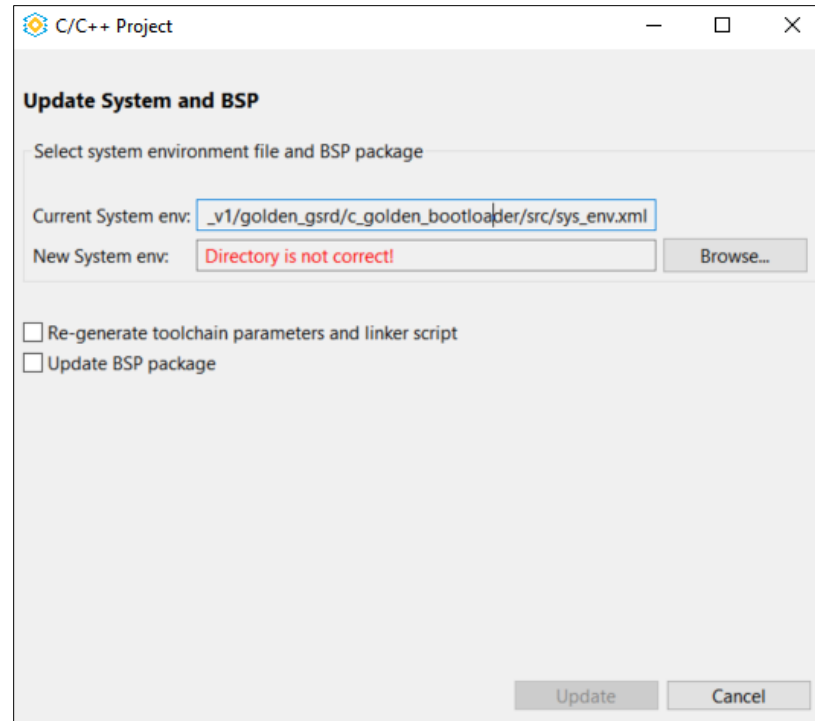 C/C++ Project
Update System and BSP
Select system environment file and BSP package
Current System env: _v1/golden_gsrd/c_golden_bootloader/src/sys_env.xml
New System env: Directory is not correct! Browse...
Re-generate toolchain parameters and linker script
Update BSP package
Update Cancel